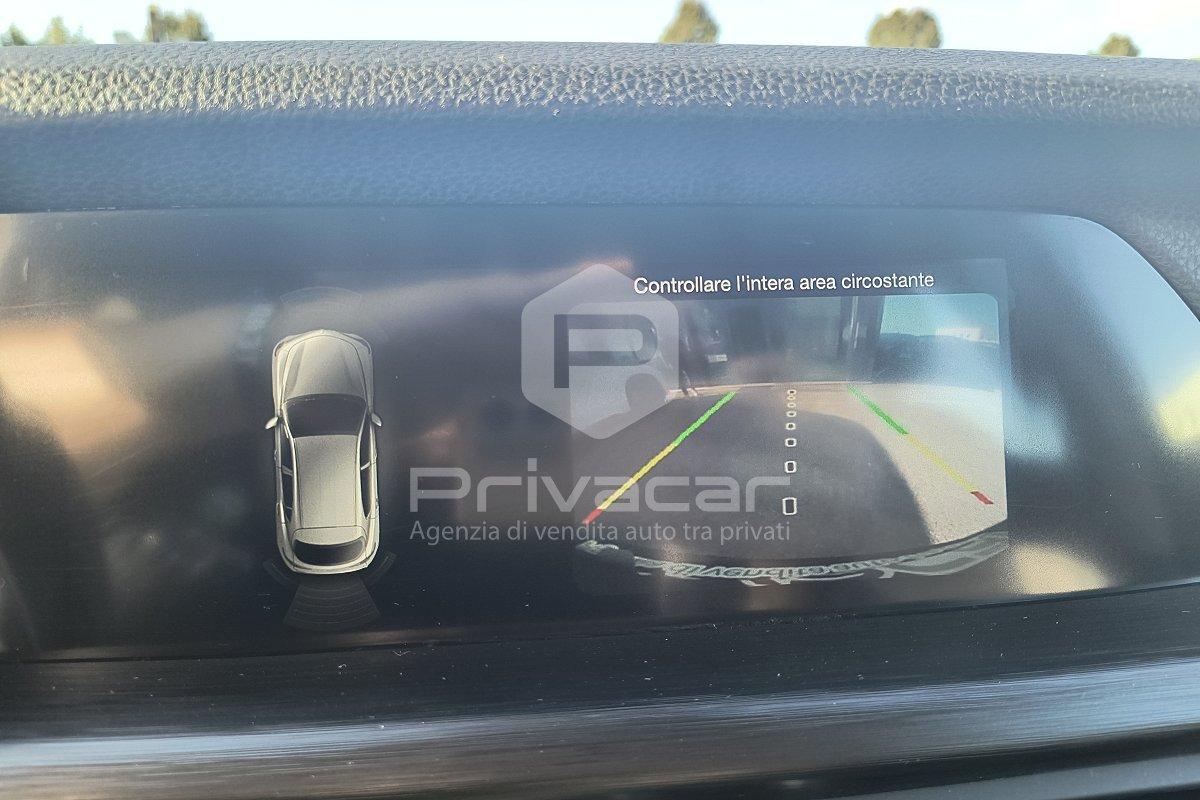 Controllare l'intera area circostante
Privacar
Agenzia di vendita auto tra privati